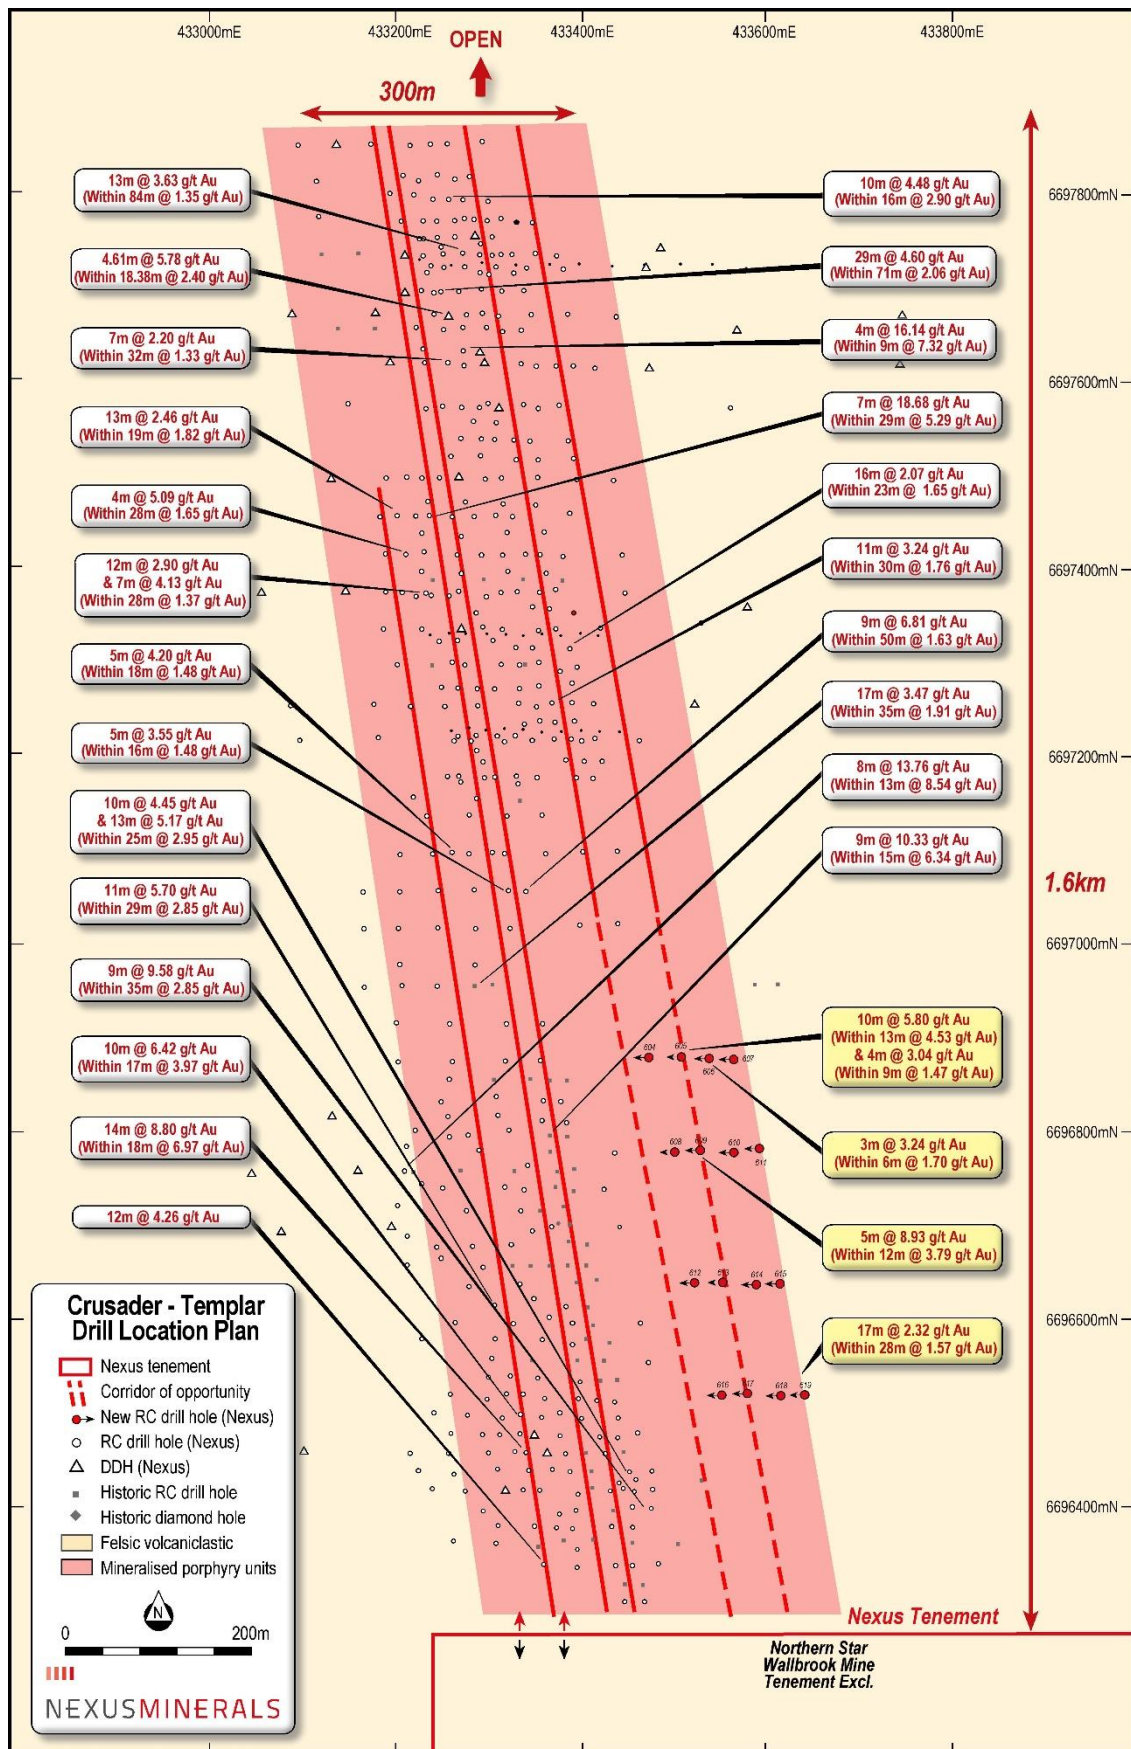 433000mE
433200mE
433400mE
433600mE
433800mE
OPEN
300m
13m @ 3.63 g/t Au
(Within 84m @ 1.35 g/t Au)
4.61m @ 5.78 g/t Au
(Within 18.38m @ 2.40 g/t Au)
7m @ 2.20 g/t Au
(Within 32m @ 1.33 g/t Au)
13m @ 2.46 g/t Au
(Within 19m @ 1.82 g/t Au)
4m @ 5.09 g/t Au
(Within 28m @ 1.65 g/t Au)
12m @ 2.90 g/t Au
& 7m @ 4.13 g/t Au
(Within 28m @ 1.37 g/t Au)
5m @ 4.20 g/t Au
(Within 18m @ 1.48 g/t Au)
5m @ 3.55 g/t Au
(Within 16m @ 1.48 g/t Au)
10m @ 4.45 g/t Au
& 13m @ 5.17 g/t Au
(Within 25m @ 2.95 g/t Au)
11m @ 5.70 g/t Au
(Within 29m @ 2.85 g/t Au)
9m @ 9.58 g/t Au
(Within 35m @ 2.85 g/t Au)
10m @ 6.42 g/t Au
(Within 17m @ 3.97 g/t Au)
14m @ 8.80 g/t Au
(Within 18m @ 6.97 g/t Au)
12m @ 4.26 g/t Au
10m @ 4.48 g/t Au
(Within 16m @ 2.90 g/t Au)
29m @ 4.60 g/t Au
(Within 71m @ 2.06 g/t Au)
4m @ 16.14 g/t Au
(Within 9m @ 7.32 g/t Au)
7m @ 18.68 g/t Au
(Within 29m @ 5.29 g/t Au)
16m @ 2.07 g/t Au
(Within 23m @ 1.65 g/t Au)
11m @ 3.24 g/t Au
(Within 30m @ 1.76 g/t Au)
9m @ 6.81 g/t Au
(Within 50m @ 1.63 g/t Au)
17m @ 3.47 g/t Au
(Within 35m @ 1.91 g/t Au)
8m @ 13.76 g/t Au
(Within 13m @ 8.54 g/t Au)
9m @ 10.33 g/t Au
(Within 15m @ 6.34 g/t Au)
10m @ 5.80 g/t Au
(Within 13m @ 4.53 g/t Au)
& 4m @ 3.04 g/t Au
(Within 9m @ 1.47 g/t Au)
3m @ 3.24 g/t Au
(Within 6m @ 1.70 g/t Au)
5m @ 8.93 g/t Au
(Within 12m @ 3.79 g/t Au)
17m @ 2.32 g/t Au
(Within 28m @ 1.57 g/t Au)
604
605
606
607
608
609
610
611
612
613
614
615
616
617
618
619
6697800mN
6697600mN
6697400mN
6697200mN
6697000mN
6696800mN
6696600mN
6696400mN
1.6km
Nexus Tenement
Northern Star
Wallbrook Mine
Tenement Excl.
Crusader - Templar
Drill Location Plan
Nexus tenement
Corridor of opportunity
New RC drill hole (Nexus)
RC drill hole (Nexus)
DDH (Nexus)
Historic RC drill hole
Historic diamond hole
Felsic volcaniclastic
Mineralised porphyry units
N
0
200m
NEXUSMINERALS